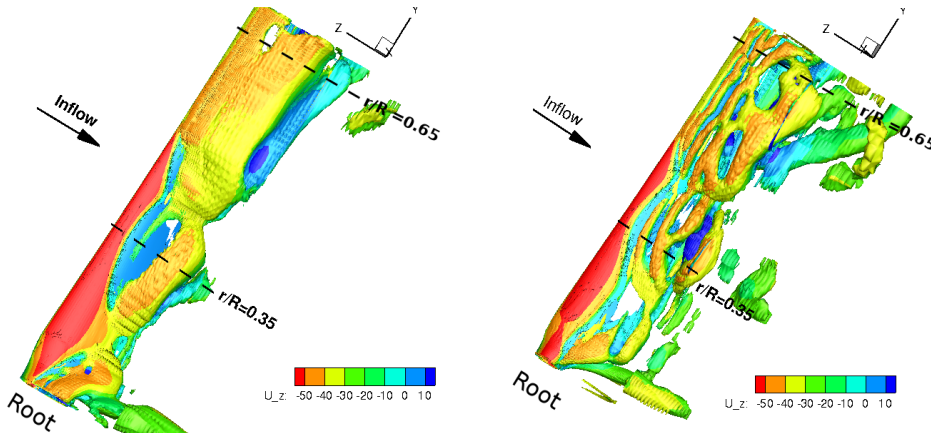 Z
Y
Inflow
r/R=0.65
r/R=0.35
U_z: -50 -40 -30 -20 -10 0 10
Root
Z
Y
Inflow
r/R=0.65
r/R=0.35
U_z: -50 -40 -30 -20 -10 0 10
Root